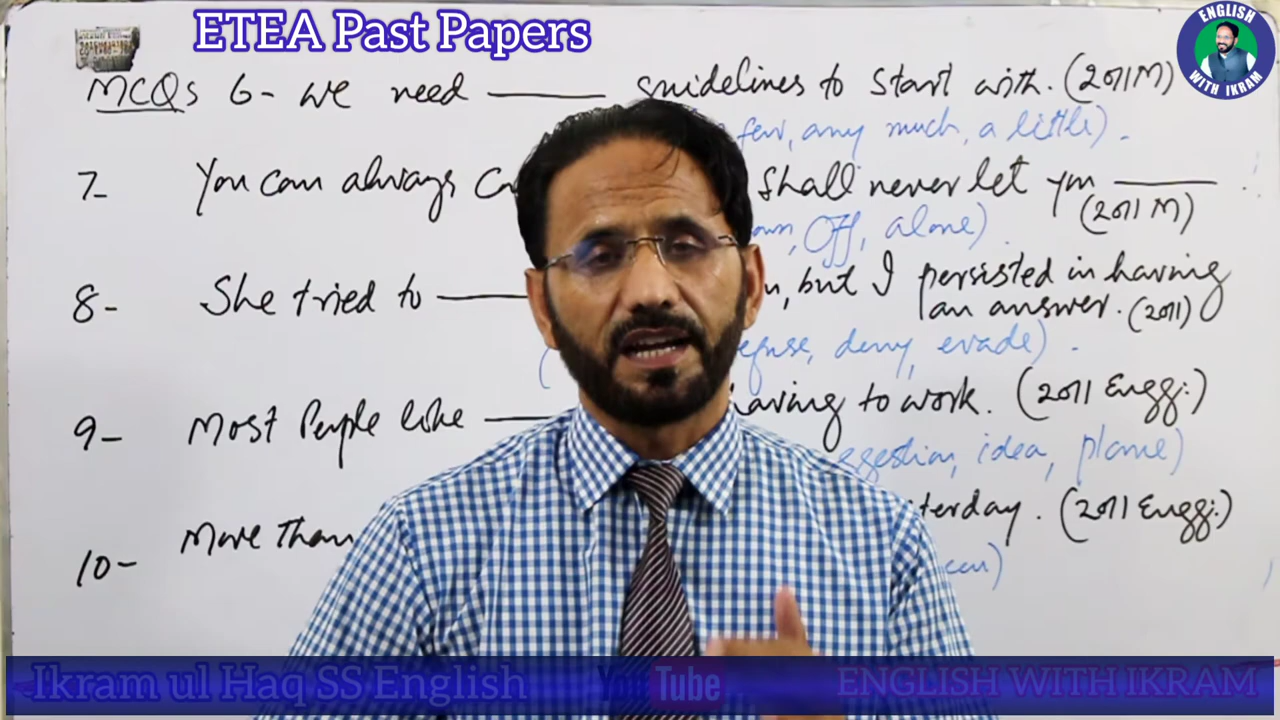 ETEA Past Papers
ENGLISH
WITH IKRAM
MCQs 6- We need ______ guidelines to start with. (2011M)
few, any much, a little).
7- You can always shall never let you ______
(2011 M)
Off, alone)
8- She tried to ______ , but I persisted in having
an answer. (2011)
deny, evade).
9- Most People like ______ having to work. (2011 Engg:)
idea, plane)
10- More than (2011 Engg:)
Ikram ul Haq SS English YouTube ENGLISH WITH IKRAM